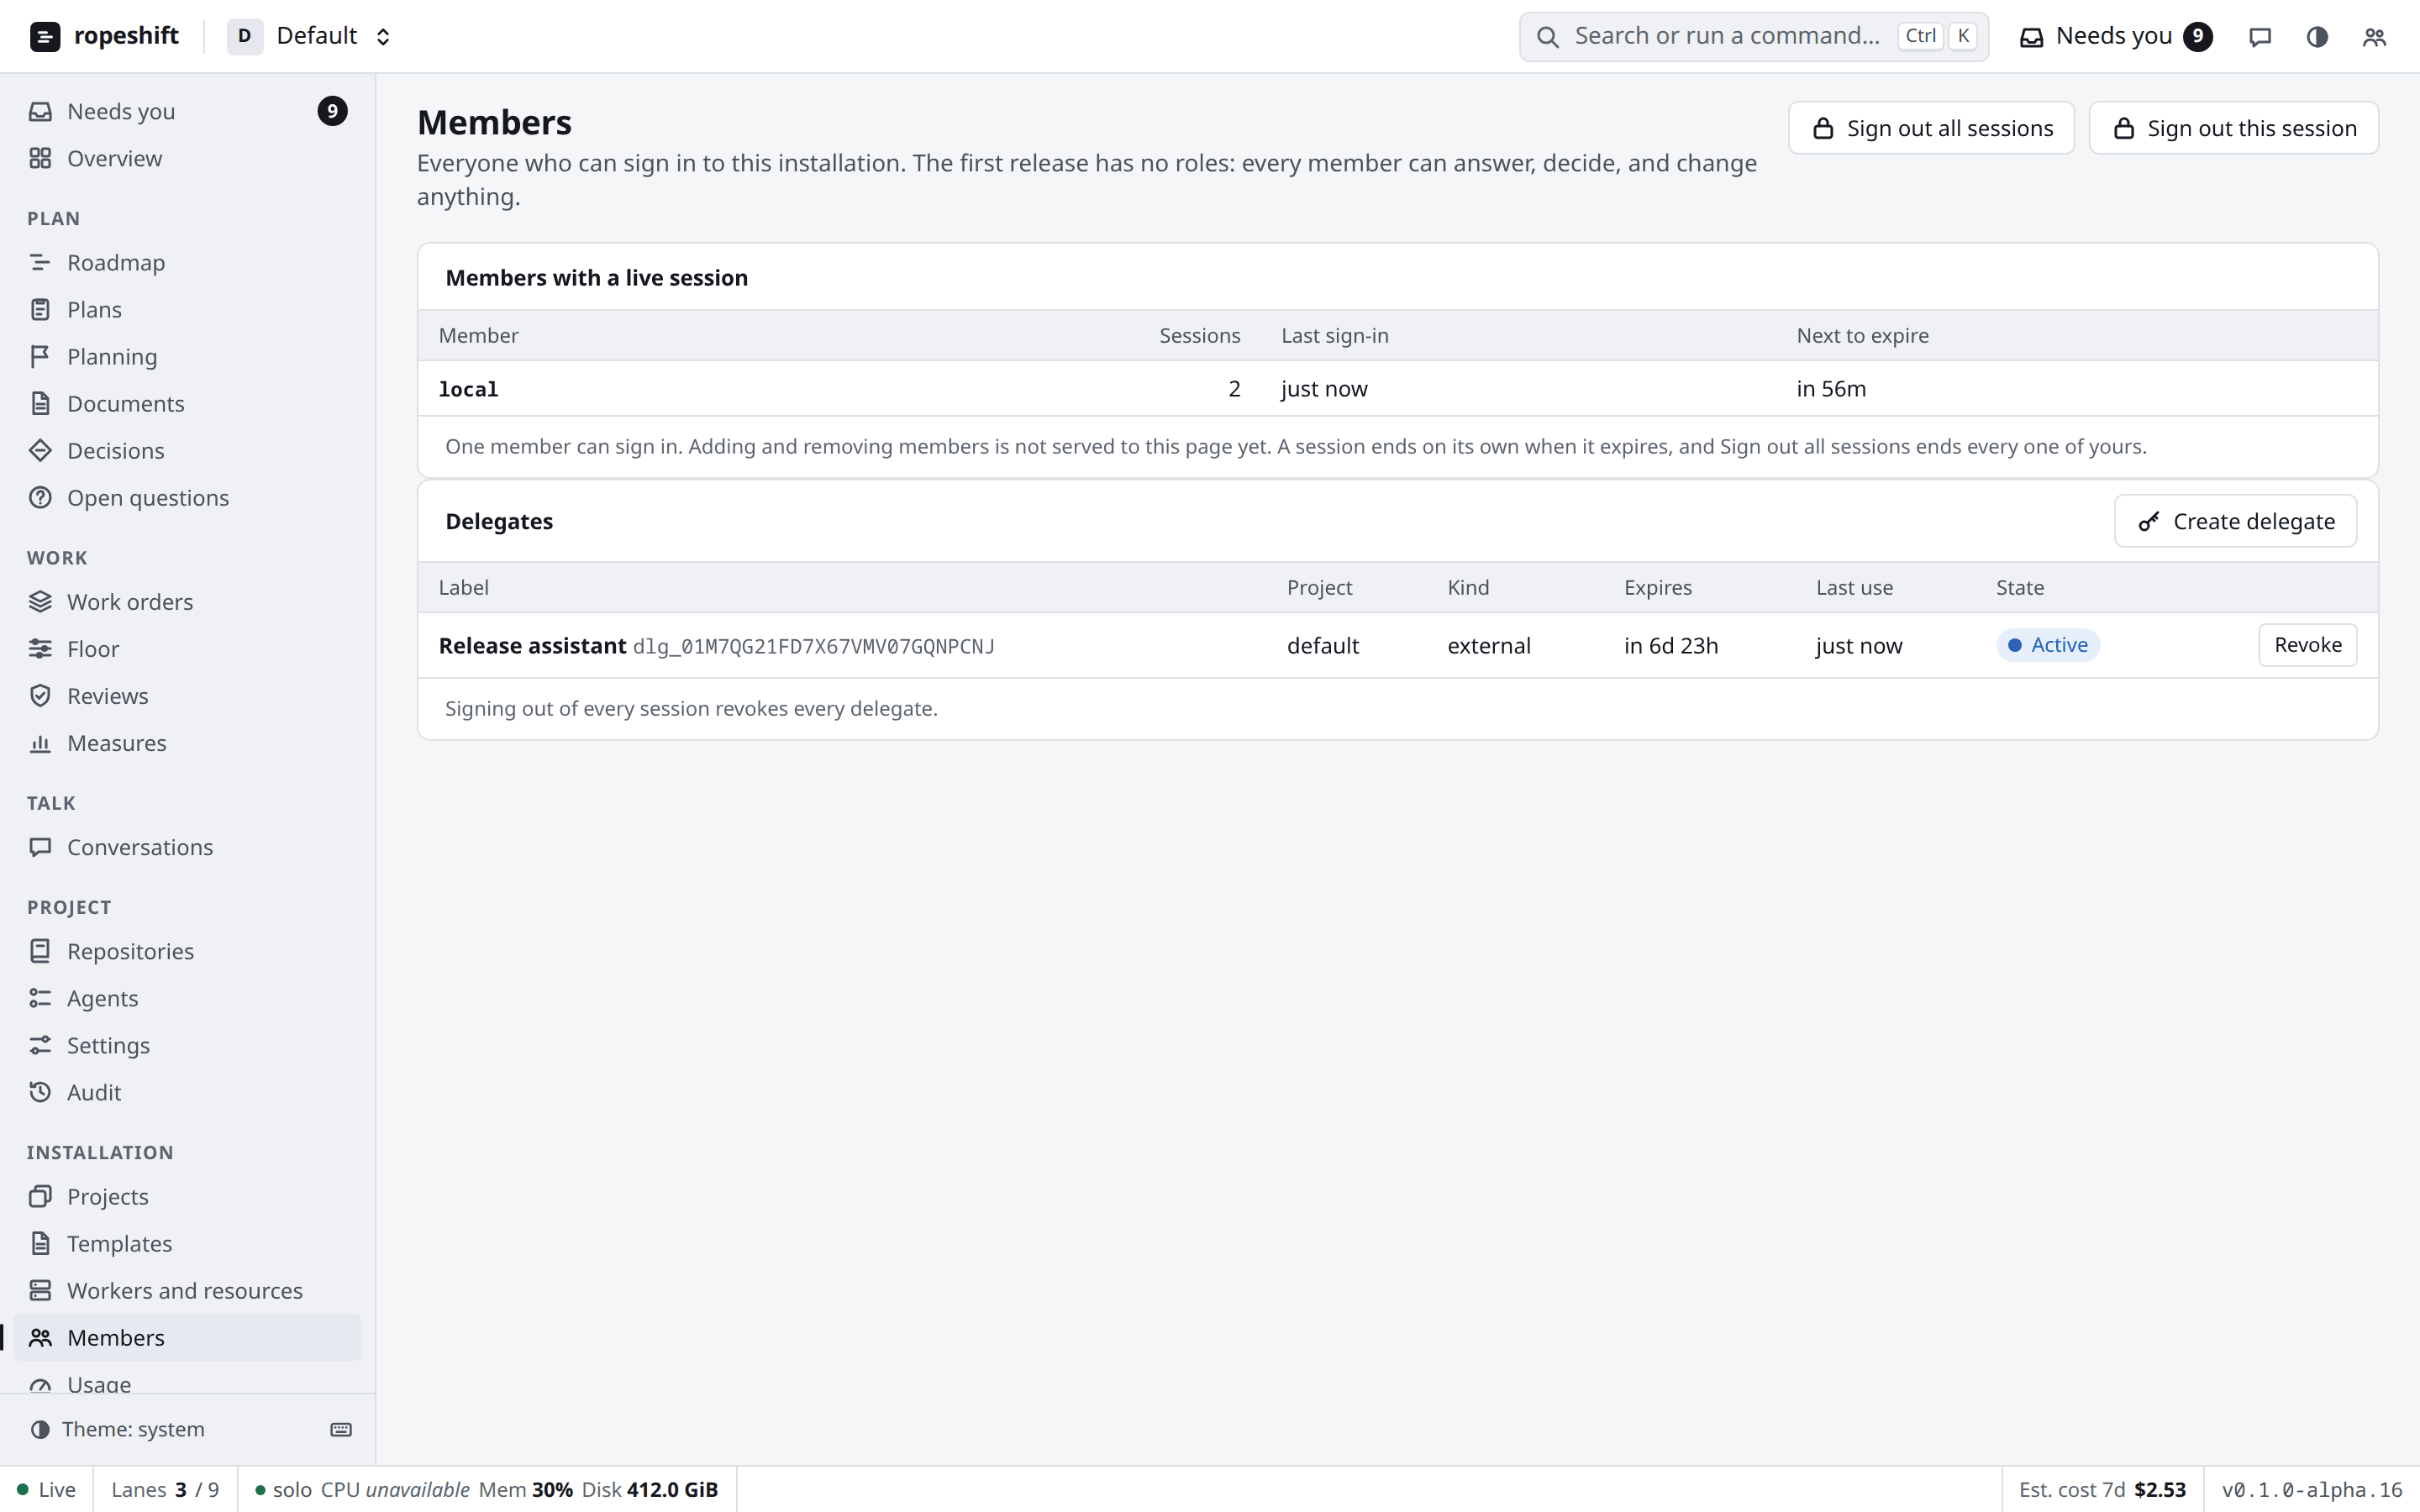 ropeshift
D Default
Search or run a command... Ctrl K
Needs you 9
Needs you 9
Overview
PLAN
Roadmap
Plans
Planning
Documents
Decisions
Open questions
WORK
Work orders
Floor
Reviews
Measures
TALK
Conversations
PROJECT
Repositories
Agents
Settings
Audit
INSTALLATION
Projects
Templates
Workers and resources
Members
Usage
Theme: system
Members
Everyone who can sign in to this installation. The first release has no roles: every member can answer, decide, and change
anything.
Sign out all sessions
Sign out this session
Members with a live session
Member Sessions Last sign-in Next to expire
local 2 just now in 56m
One member can sign in. Adding and removing members is not served to this page yet. A session ends on its own when it expires, and Sign out all sessions ends every one of yours.
Delegates
Create delegate
Label Project Kind Expires Last use State
Release assistant dlg_01M7QG21FD7X67VMV07GQNPCNJ default external in 6d 23h just now Active Revoke
Signing out of every session revokes every delegate.
Live Lanes 3 / 9 solo CPU unavailable Mem 30% Disk 412.0 GiB Est. cost 7d $2.53 v0.1.0-alpha.16